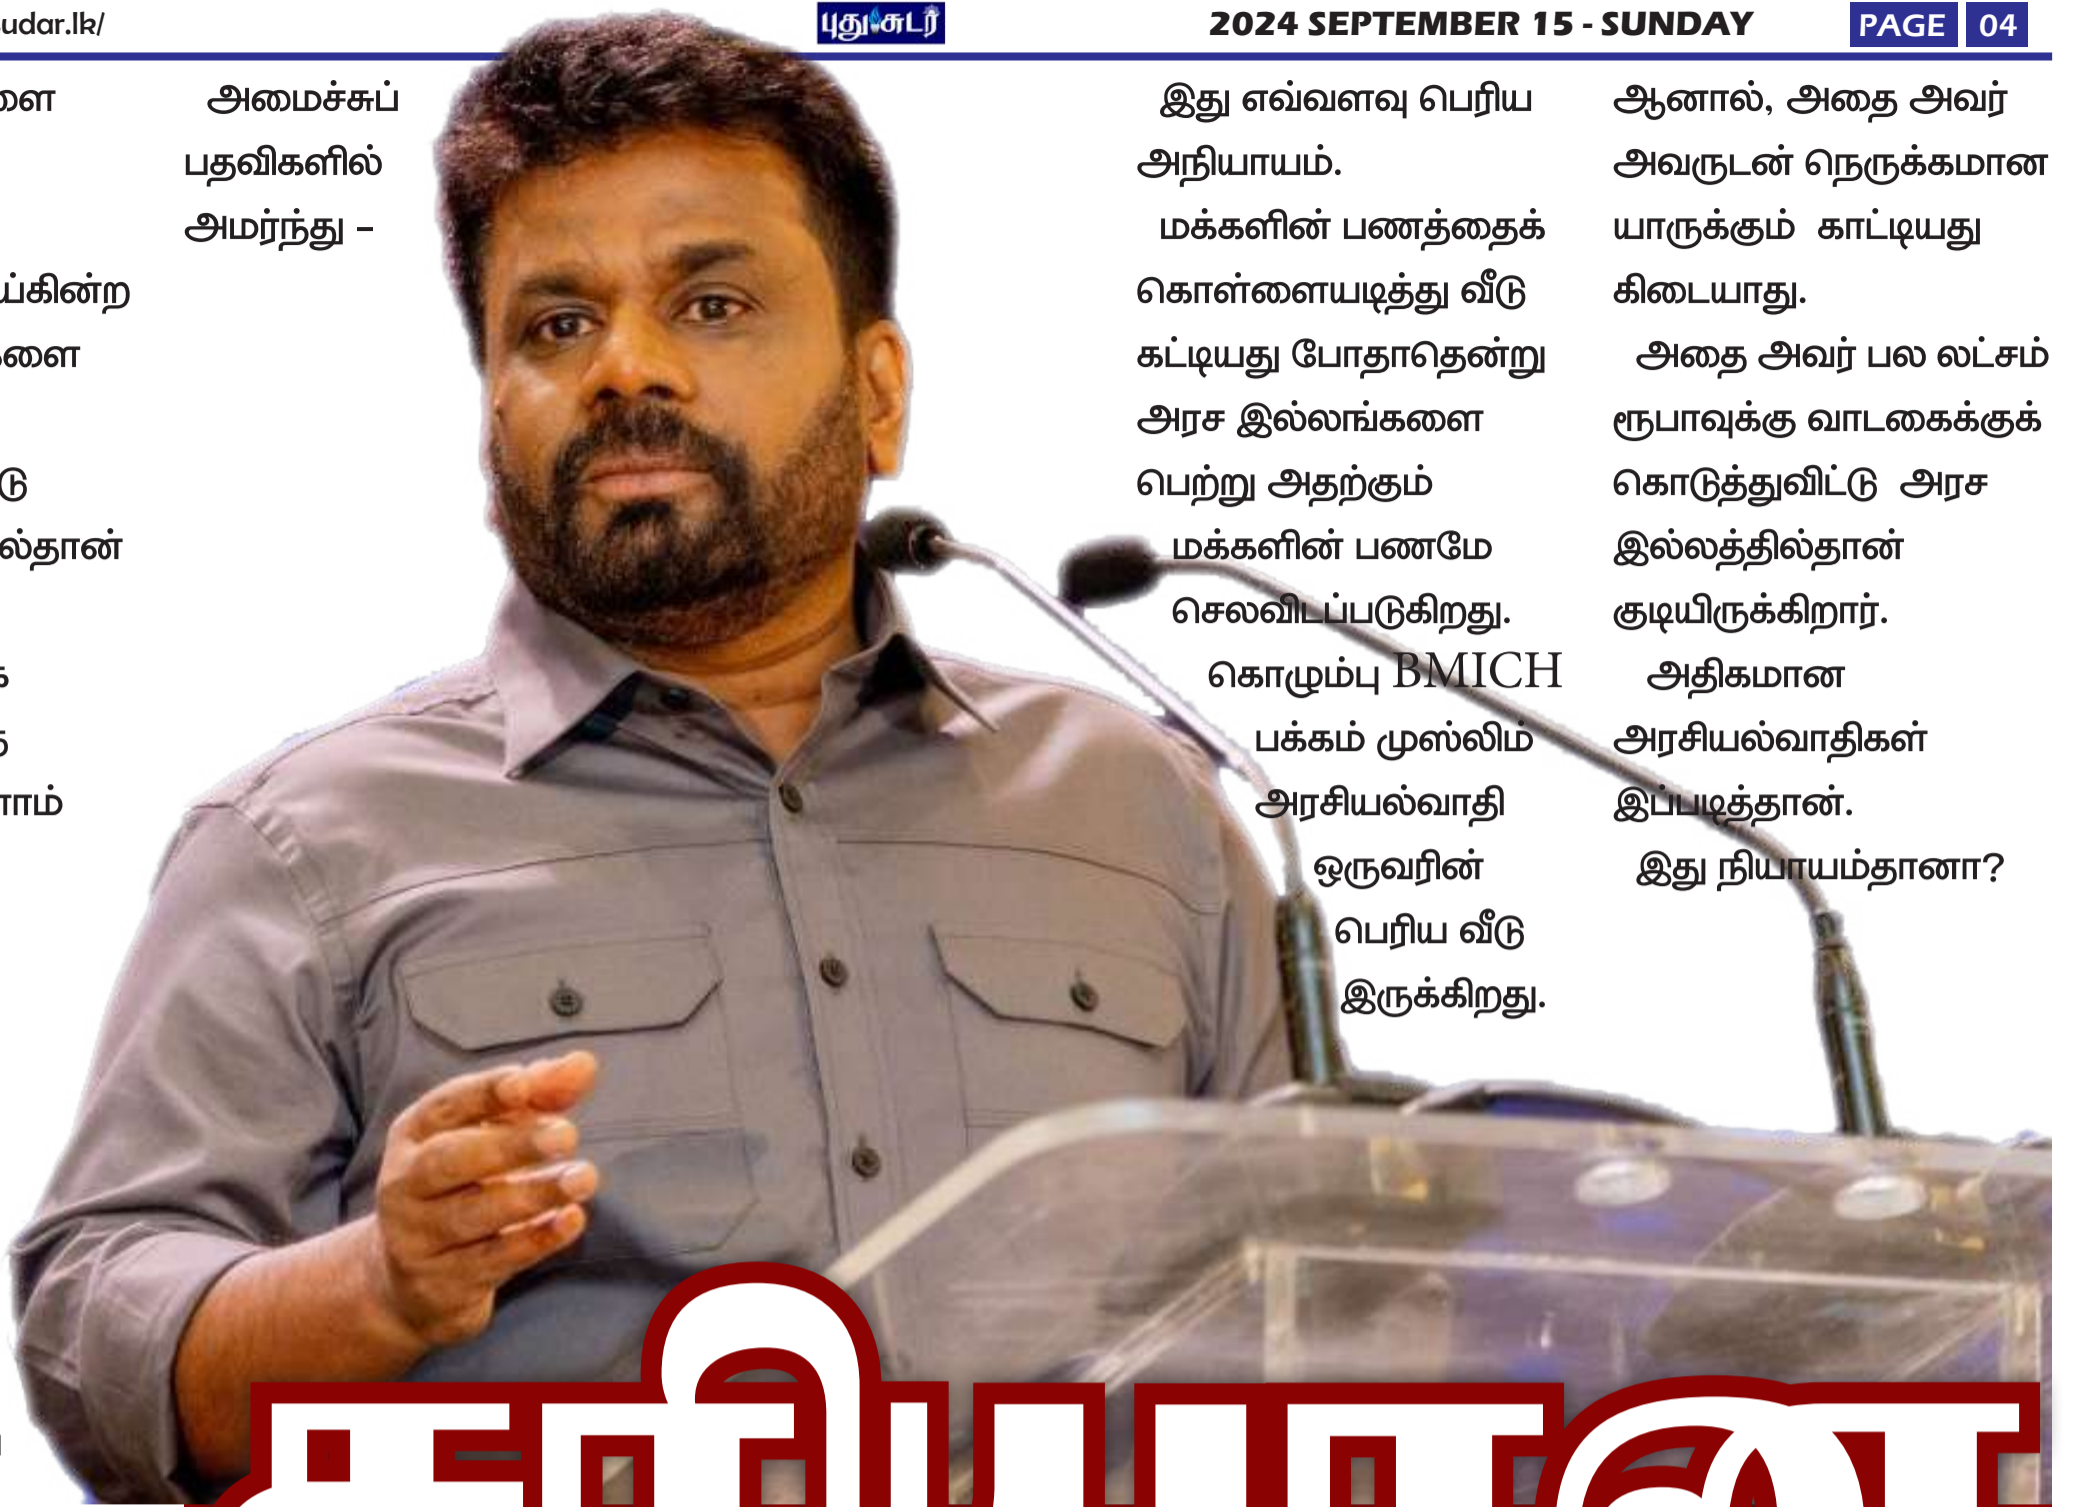 udar.lk/
புதுசுடர்
2024 SEPTEMBER 15 - SUNDAY
PAGE 04
அமைச்சுப்
பதவிகளில்
அமர்ந்து –
இது எவ்வளவு பெரிய
அநியாயம்.
மக்களின் பணத்தைக்
கொள்ளையடித்து வீடு
கட்டியது போதாதென்று
அரச இல்லங்களை
பெற்று அதற்கும்
மக்களின் பணமே
செலவிடப்படுகிறது.
கொழும்பு BMICH
பக்கம் முஸ்லிம்
அரசியல்வாதி
ஒருவரின்
பெரிய வீடு
இருக்கிறது.
ஆனால், அதை அவர்
அவருடன் நெருக்கமான
யாருக்கும் காட்டியது
கிடையாது.
அதை அவர் பல லட்சம்
ரூபாவுக்கு வாடகைக்குக்
கொடுத்துவிட்டு அரச
இல்லத்தில்தான்
குடியிருக்கிறார்.
அதிகமான
அரசியல்வாதிகள்
இப்படித்தான்.
இது நியாயம்தானா?